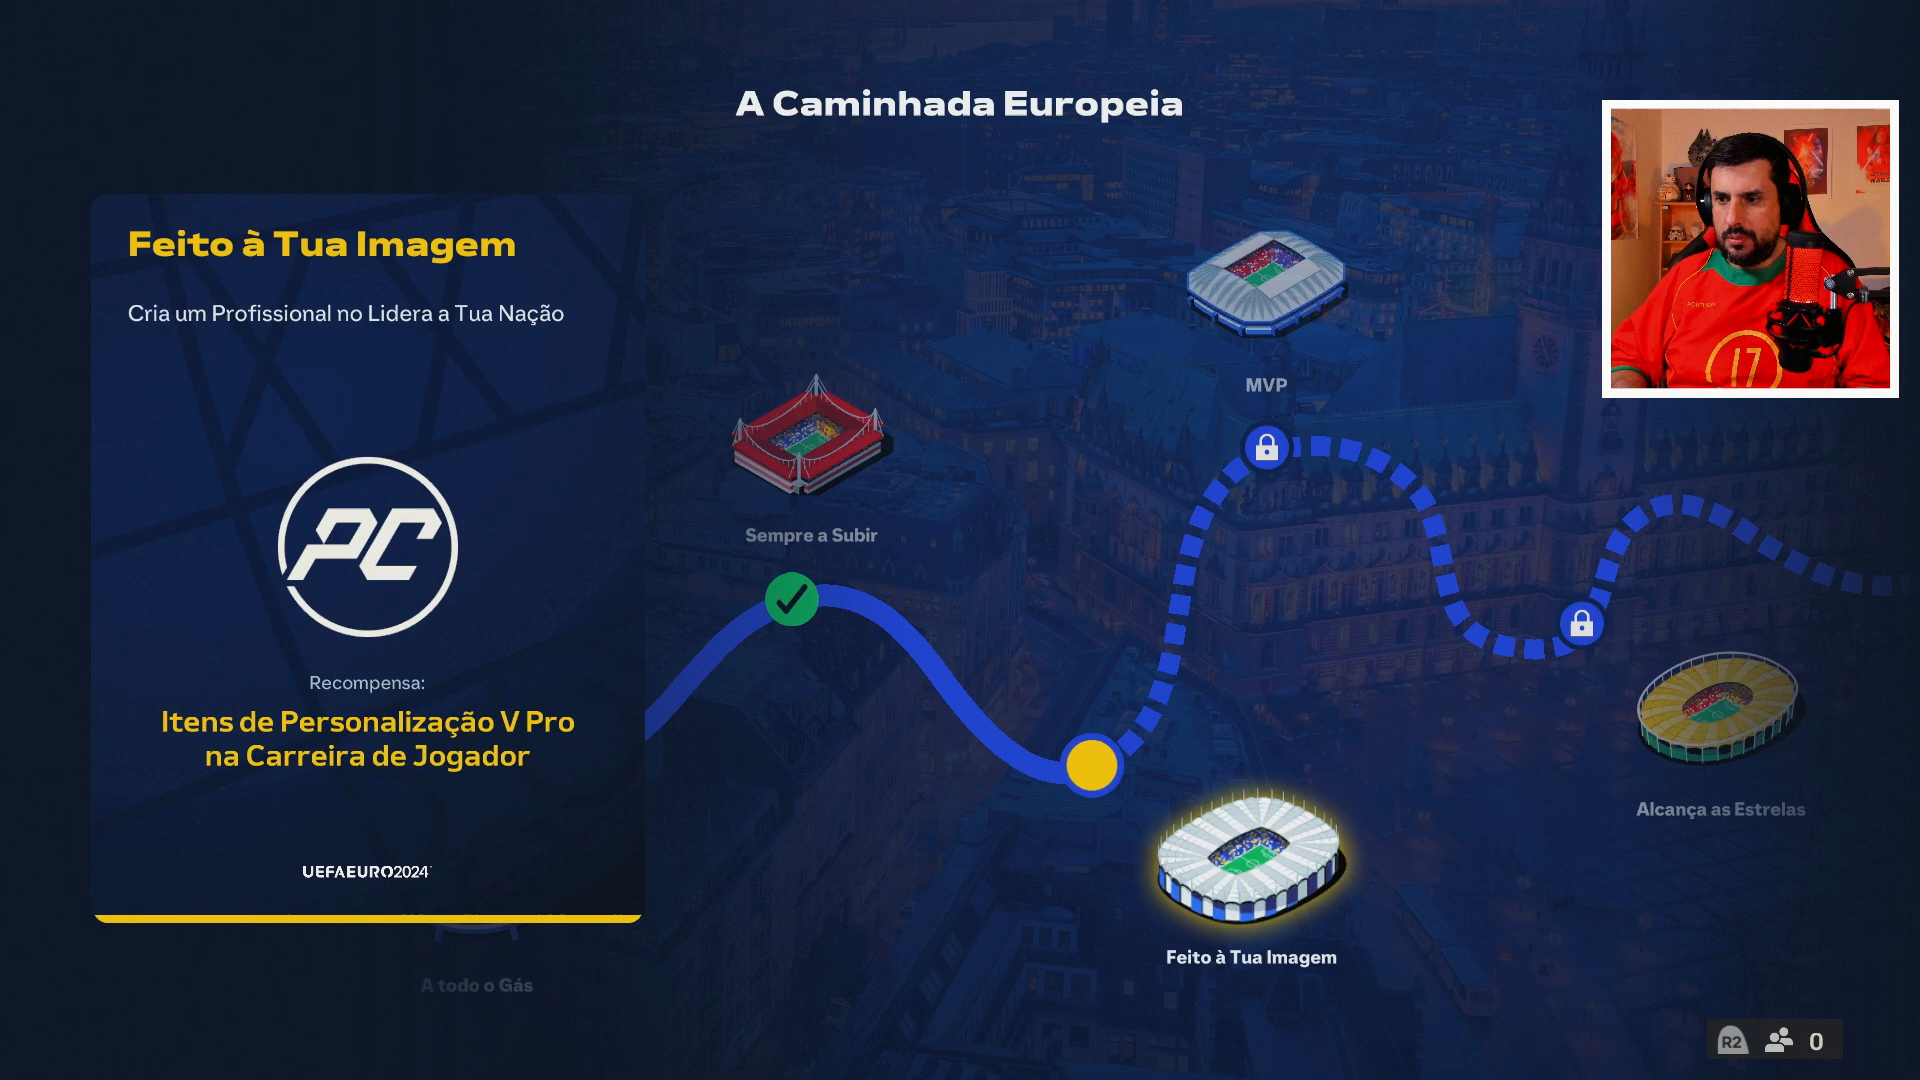 A Caminhada Europeia
Feito à Tua Imagem
Cria um Profissional no Lidera a Tua Nação
PC
Recompensa:
Itens de Personalização V Pro
na Carreira de Jogador
UEFAEURO2024
Sempre a Subir
MVP
Alcança as Estrelas
Feito à Tua Imagem
A todo o Gás
PORTUGAL
17
R2
0